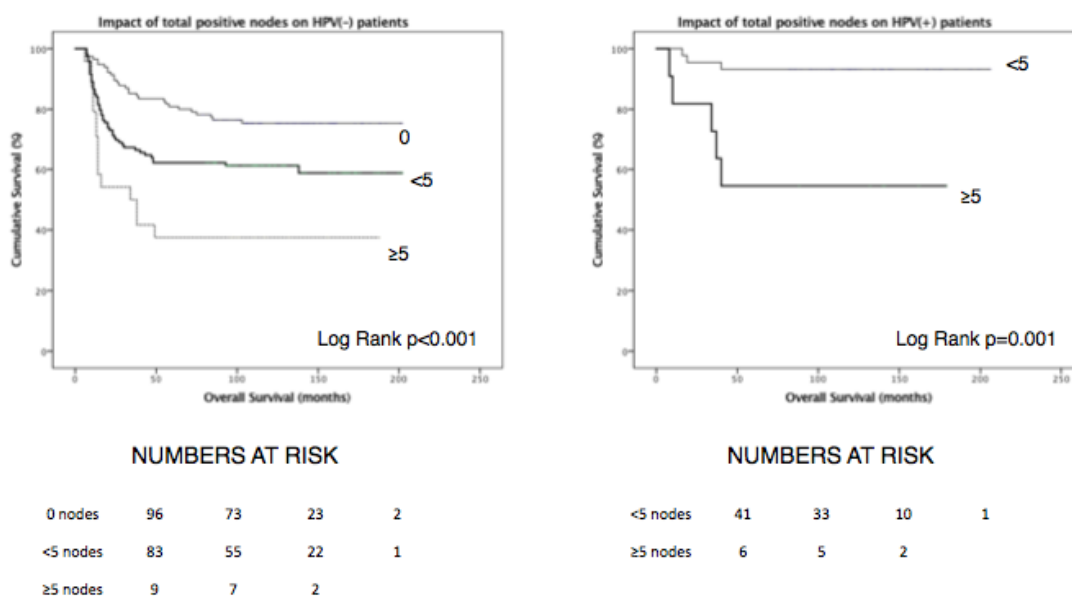 Impact of total positive nodes on HPV(-) patients
100
80
60
40
20
0
Cumulative Survival (%)
0
<5
≥5
Log Rank p<0.001
0 50 100 150 200 250
Overall Survival (months)
NUMBERS AT RISK
0 nodes 96 73 23 2
<5 nodes 83 55 22 1
≥5 nodes 9 7 2
Impact of total positive nodes on HPV(+) patients
100
80
60
40
20
0
Cumulative Survival (%)
<5
≥5
Log Rank p=0.001
0 50 100 150 200 250
Overall Survival (months)
NUMBERS AT RISK
<5 nodes 41 33 10 1
≥5 nodes 6 5 2